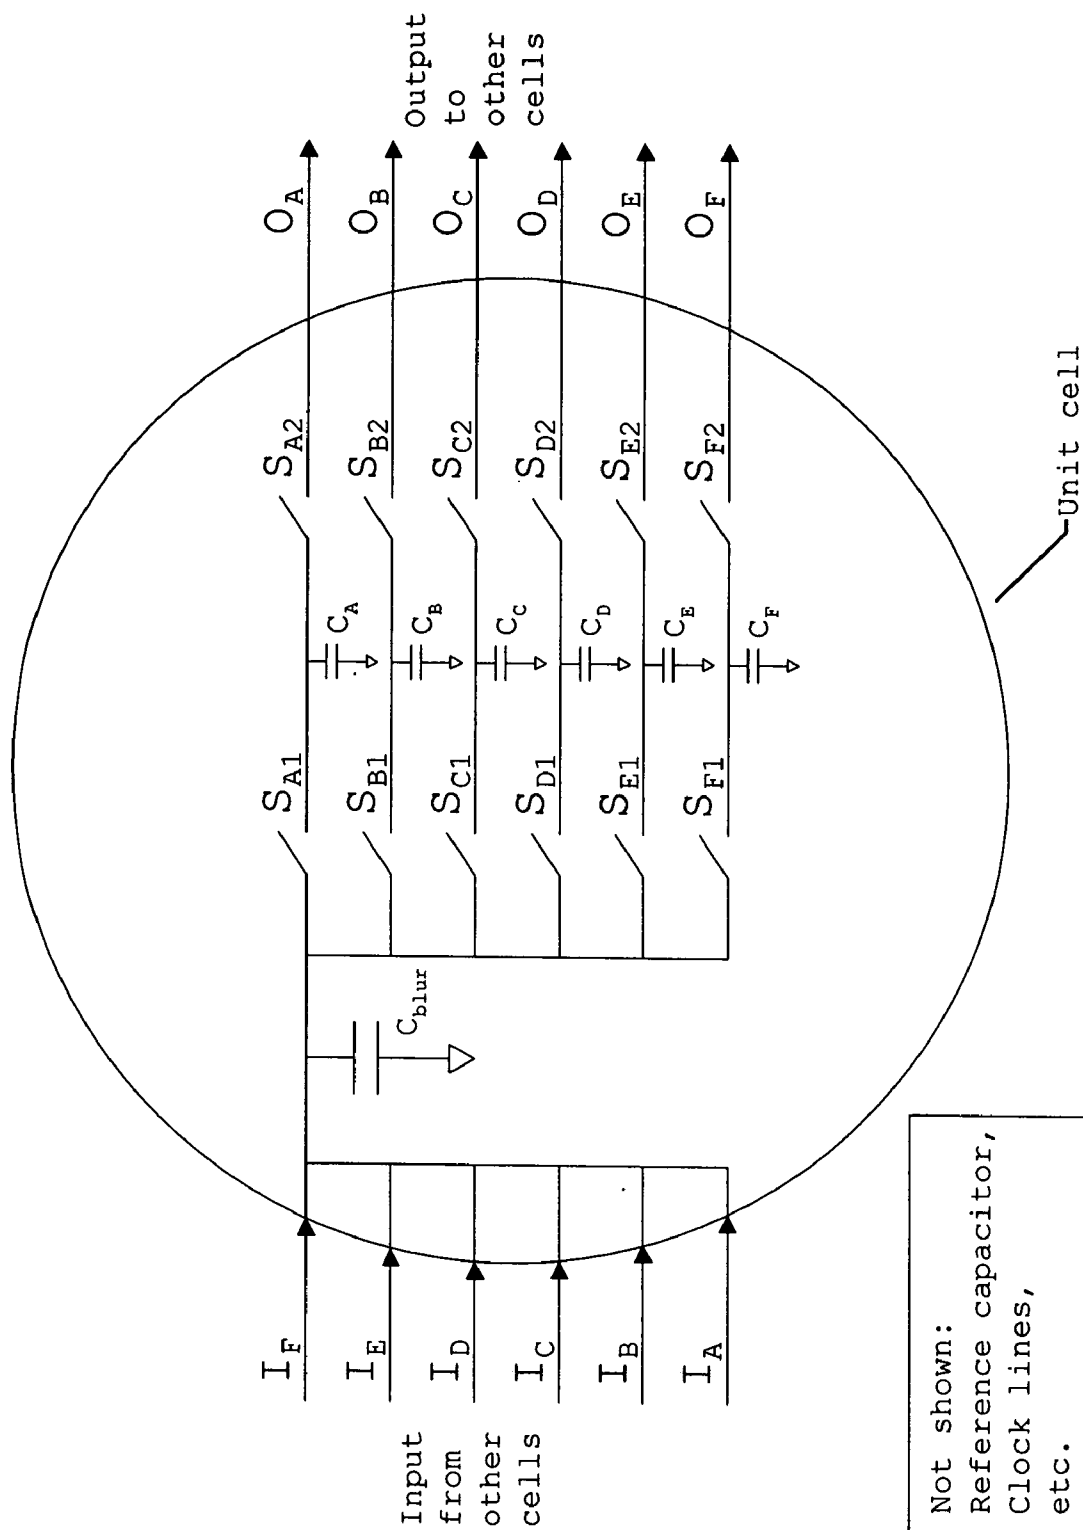 Input
from
other
cells
I_F
I_E
I_D
I_C
I_B
I_A
C_blur
S_A1
S_B1
S_C1
S_D1
S_E1
S_F1
C_A
C_B
C_C
C_D
C_E
C_F
S_A2
S_B2
S_C2
S_D2
S_E2
S_F2
O_A
O_B
O_C
O_D
O_E
O_F
Output
to
other
cells
Unit cell
Not shown:
Reference capacitor,
Clock lines,
etc.